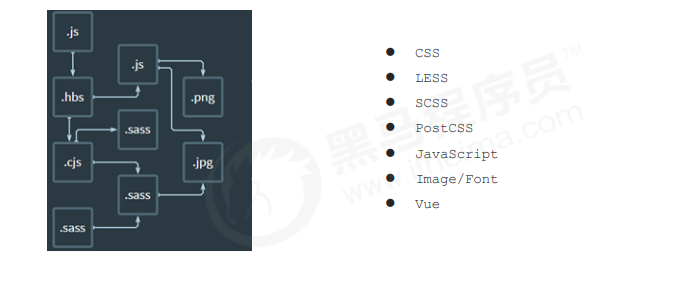 .js
.js
.hbs
.png
.sass
.cjs
.jpg
.sass
.sass
CSS
LESS
SCSS
PostCSS
JavaScript
Image/Font
Vue
黑马程序员™
www.itheima.com